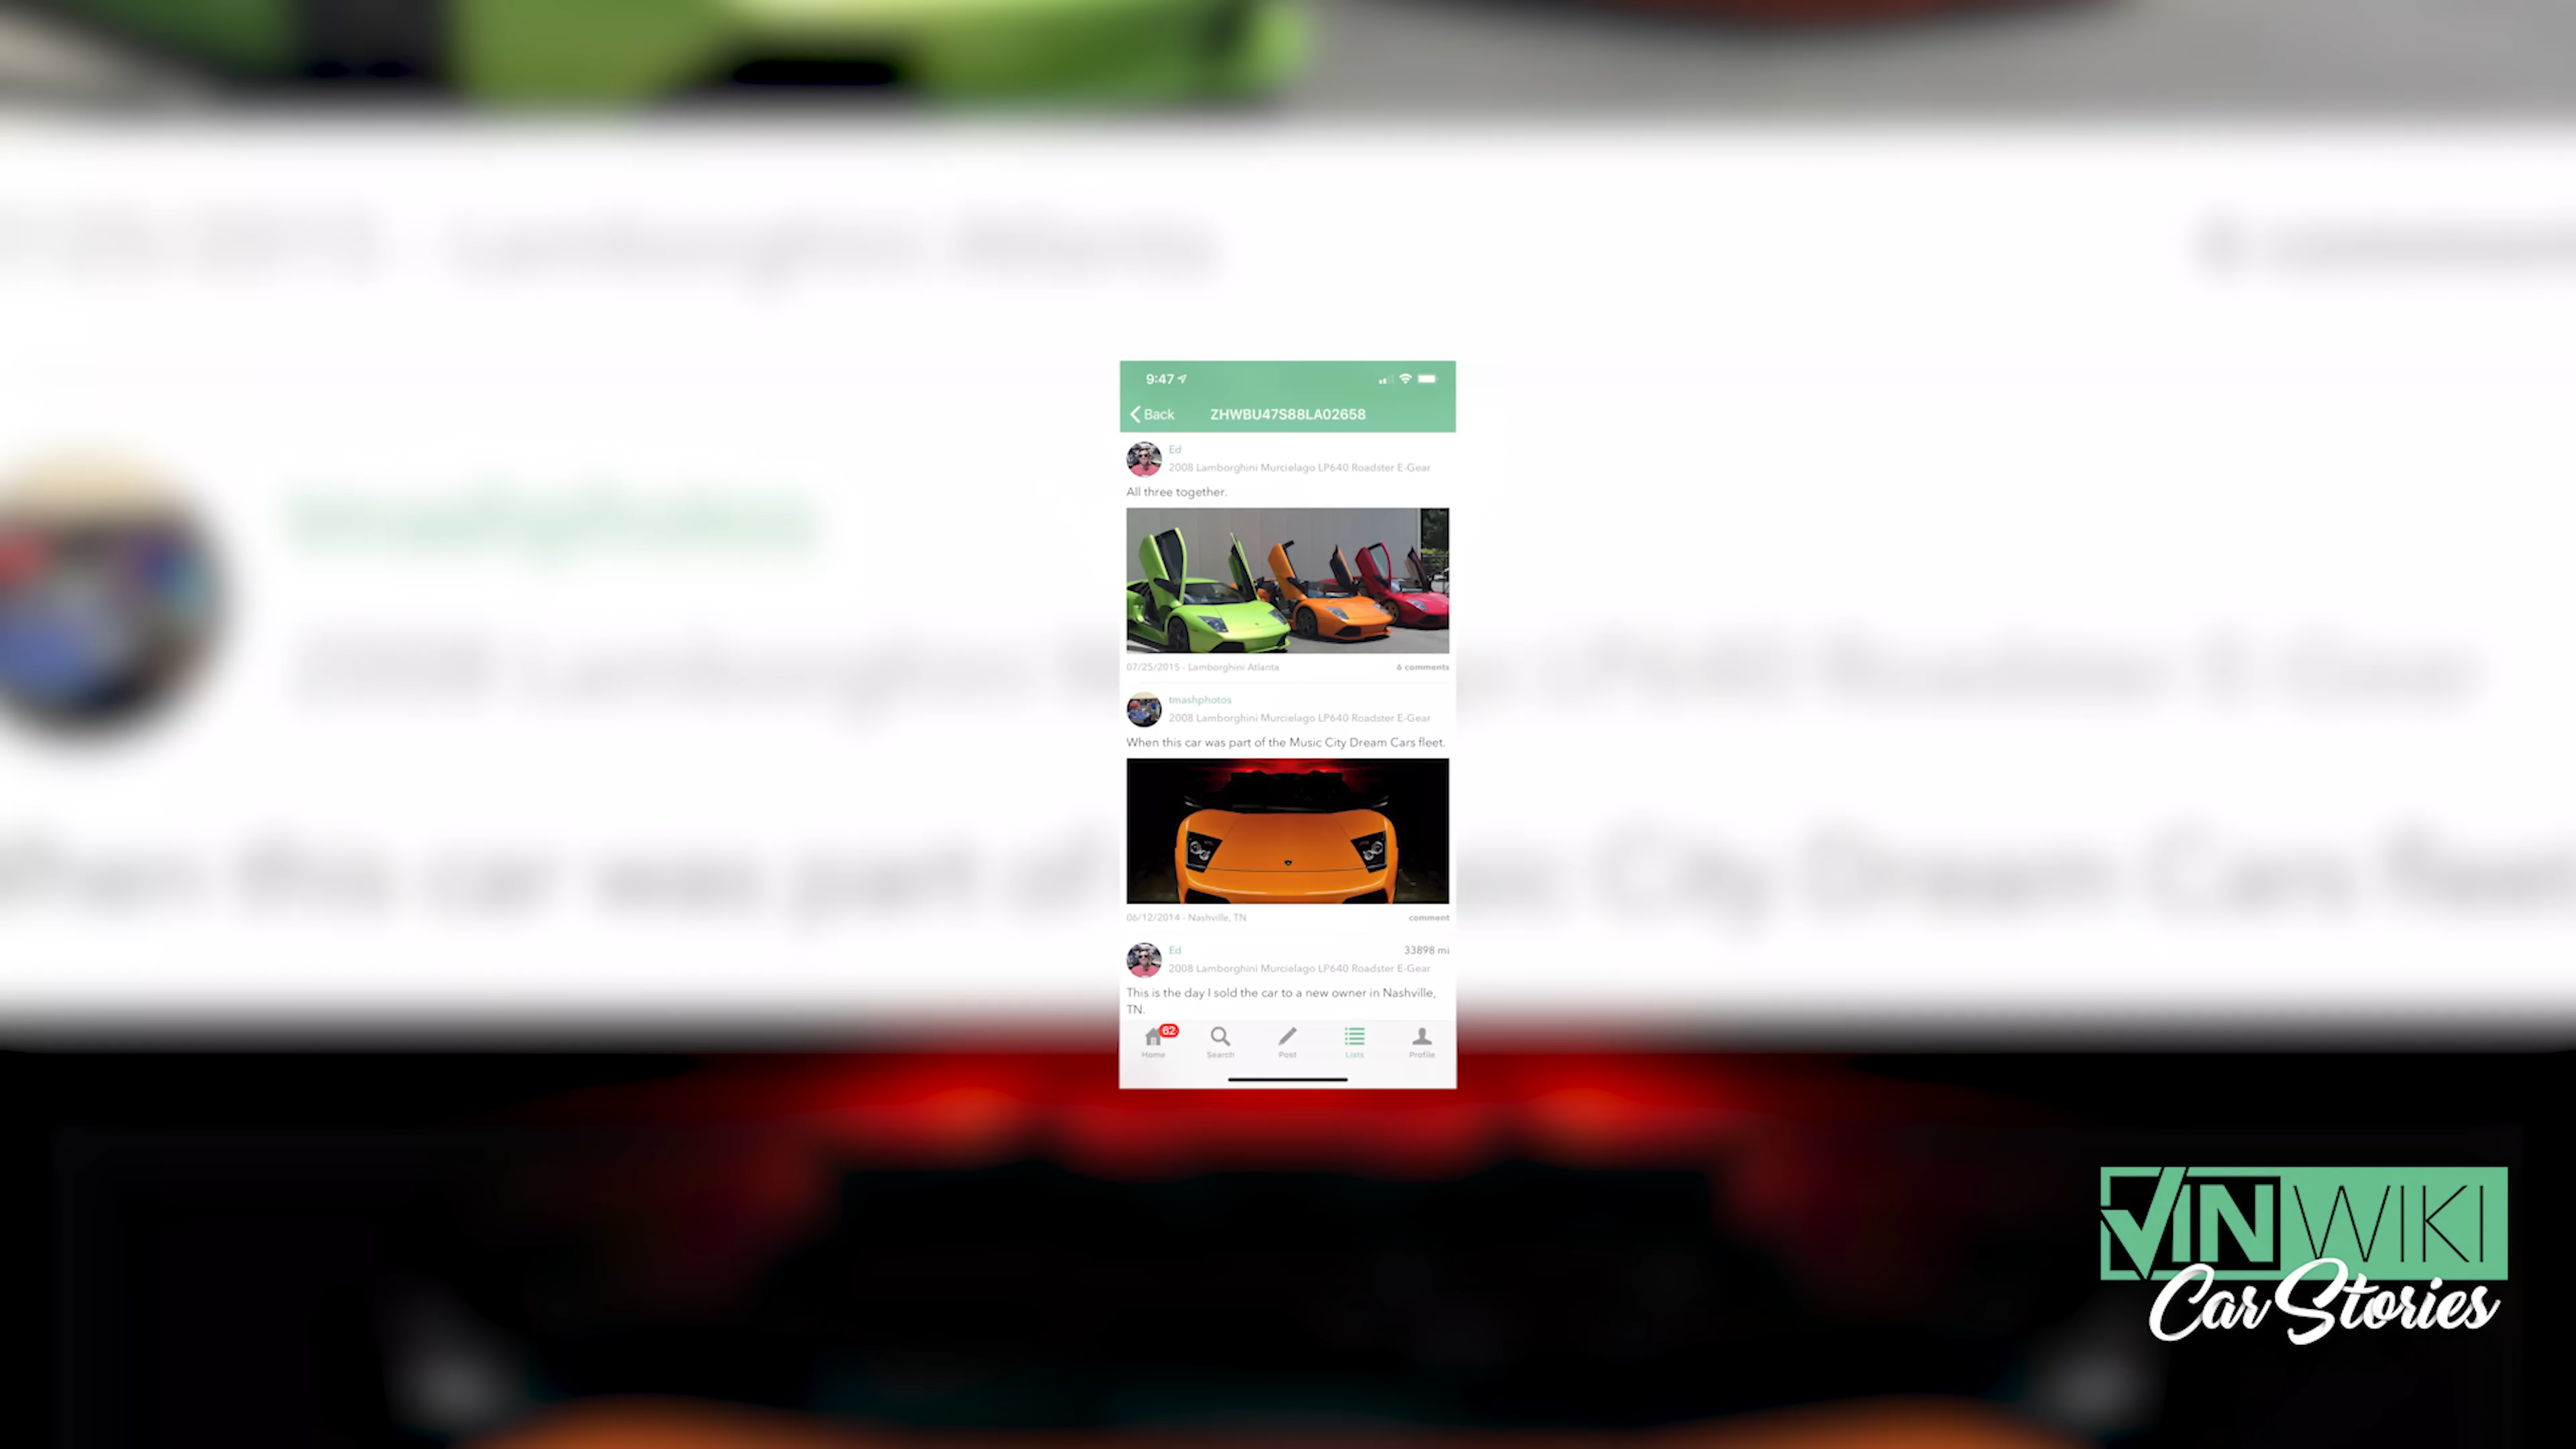 9:47
Back
ZHWBU47S88LA02658
Ed
2008 Lamborghini Murcielago LP640 Roadster E-Gear
All three together.
07/25/2015 - Lamborghini Atlanta
6 comments
tmashphotos
2008 Lamborghini Murcielago LP640 Roadster E-Gear
When this car was part of the Music City Dream Cars fleet.
06/12/2014 - Nashville, TN
comment
Ed
33898 mi
2008 Lamborghini Murcielago LP640 Roadster E-Gear
This is the day I sold the car to a new owner in Nashville,
TN.
62
Home
Search
Post
Lists
Profile
VINWIKI
Car Stories